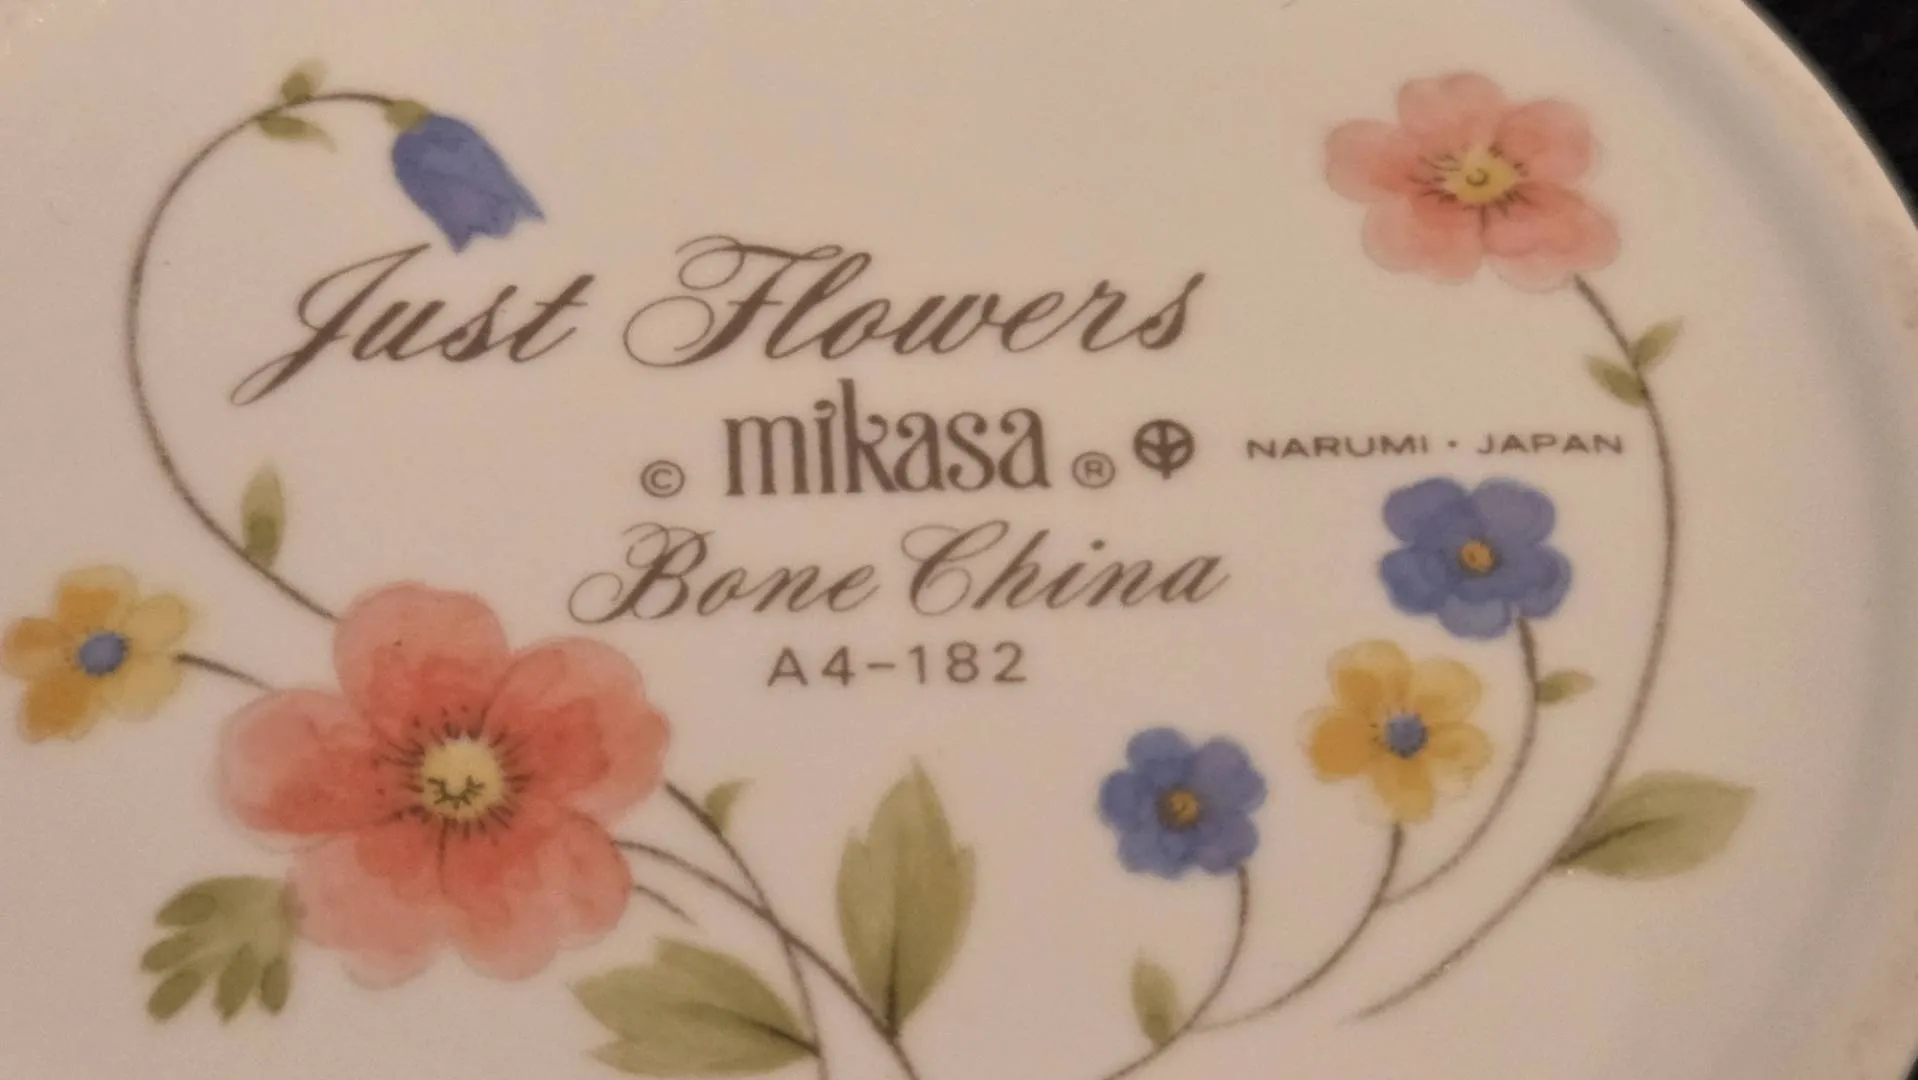 Just Flowers
© mikasa ® NARUMI · JAPAN
Bone China
A4-182